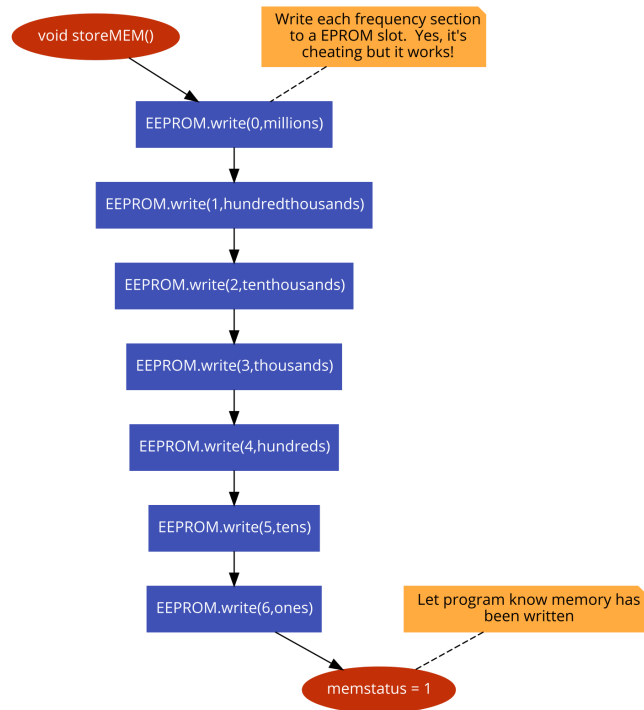 void storeMEM()
Write each frequency section
to a EPROM slot.  Yes, it's
cheating but it works!
EEPROM.write(0,millions)
EEPROM.write(1,hundredthousands)
EEPROM.write(2,tenthousands)
EEPROM.write(3,thousands)
EEPROM.write(4,hundreds)
EEPROM.write(5,tens)
EEPROM.write(6,ones)
Let program know memory has
been written
memstatus = 1